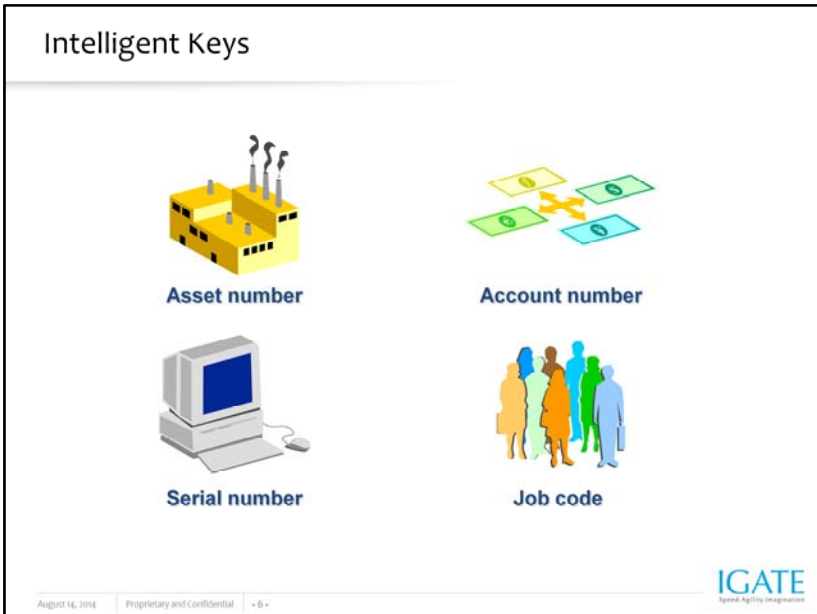 Intelligent Keys
Asset number
Account number
Serial number
Job code
August 14, 2014 Proprietary and Confidential - 6 -
IGATE
Speed.Agility.Imagination